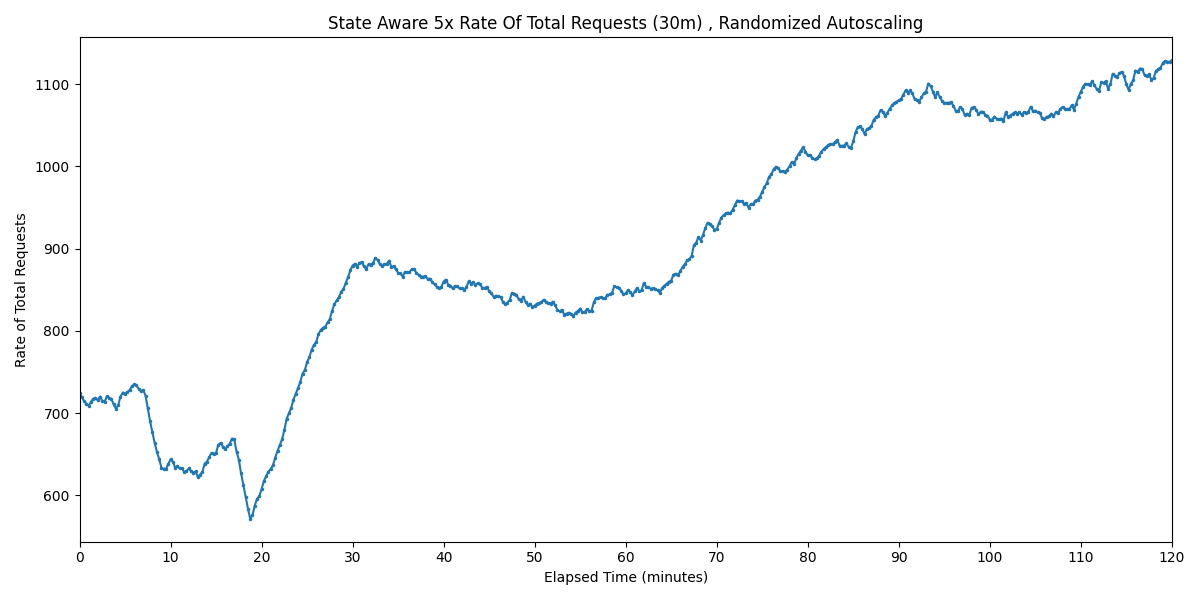 State Aware 5x Rate Of Total Requests (30m) , Randomized Autoscaling
1100
1000
900
800
700
600
Rate of Total Requests
0 10 20 30 40 50 60 70 80 90 100 110 120
Elapsed Time (minutes)